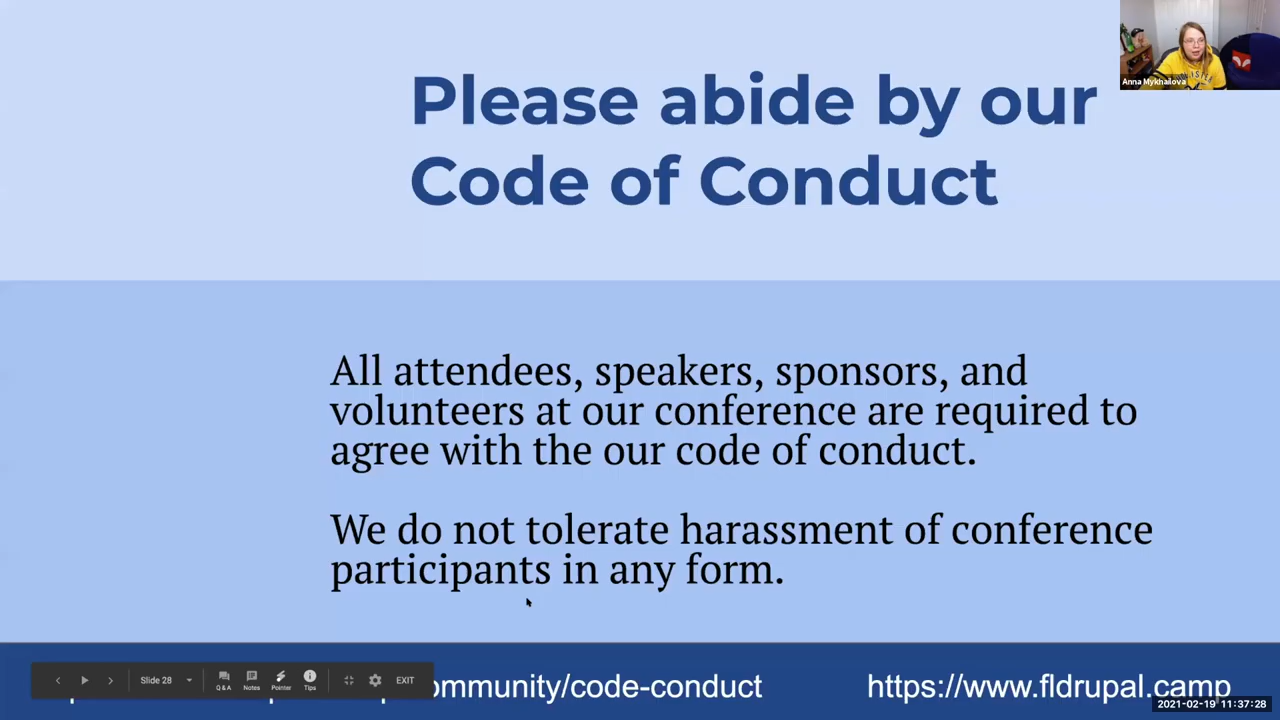 Please abide by our
Code of Conduct
Anna Mykhailova
All attendees, speakers, sponsors, and
volunteers at our conference are required to
agree with the our code of conduct.
We do not tolerate harassment of conference
participants in any form.
Slide 28
Q&A
Notes
Pointer
Tips
EXIT
ommunity/code-conduct
https://www.fldrupal.camp
2021-02-19 11:37:28